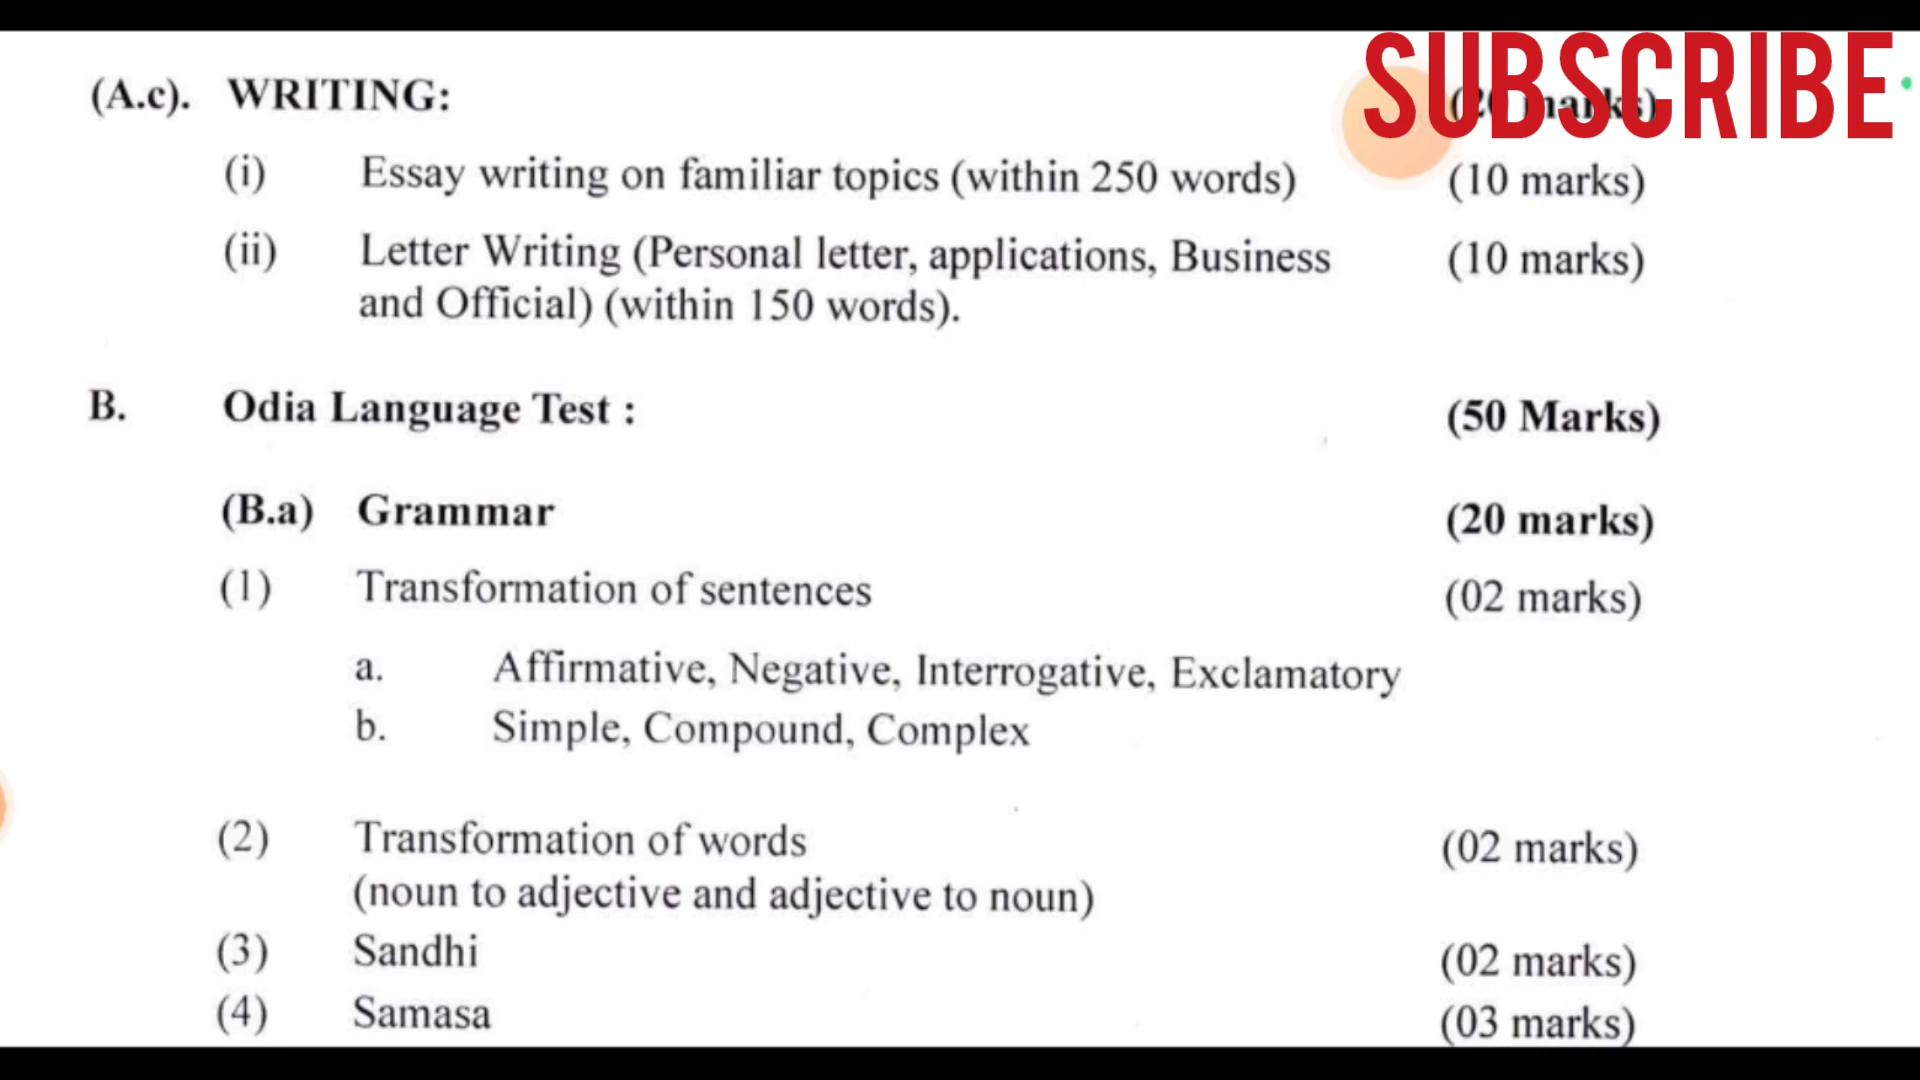 SUBSCRIBE
(A.c). WRITING: (20 marks)
(i) Essay writing on familiar topics (within 250 words) (10 marks)
(ii) Letter Writing (Personal letter, applications, Business (10 marks)
and Official) (within 150 words).
B. Odia Language Test : (50 Marks)
(B.a) Grammar (20 marks)
(1) Transformation of sentences (02 marks)
a. Affirmative, Negative, Interrogative, Exclamatory
b. Simple, Compound, Complex
(2) Transformation of words (02 marks)
(noun to adjective and adjective to noun)
(3) Sandhi (02 marks)
(4) Samasa (03 marks)